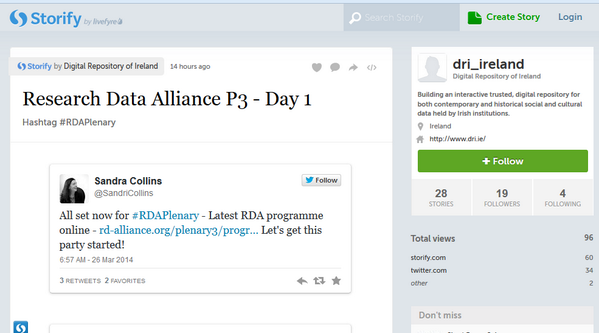 Storify by livefyre
Search Storify
Create Story
Login
Storify by Digital Repository of Ireland
14 hours ago
Research Data Alliance P3 - Day 1
Hashtag #RDAPlenary
Sandra Collins
@SandriCollins
Follow
All set now for #RDAPlenary - Latest RDA programme
online - rd-alliance.org/plenary3/progr... Let's get this
party started!
6:57 AM - 26 Mar 2014
3 RETWEETS 2 FAVORITES
dri_ireland
Digital Repository of Ireland
Building an interactive trusted, digital repository for
both contemporary and historical social and cultural
data held by Irish institutions.
Ireland
http://www.dri.ie/
+ Follow
28
STORIES
19
FOLLOWERS
4
FOLLOWING
Total views 96
storify.com 60
twitter.com 34
other 2
Don't miss